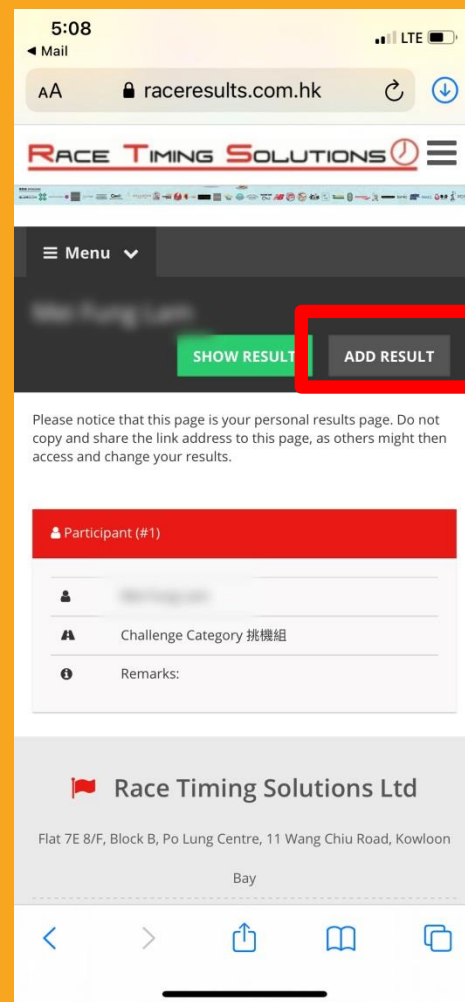 5:08
LTE
◀ Mail
AA raceresults.com.hk
RACE TIMING SOLUTIONS
Menu
SHOW RESULT ADD RESULT
Please notice that this page is your personal results page. Do not
copy and share the link address to this page, as others might then
access and change your results.
Participant (#1)
Challenge Category 挑機組
Remarks:
Race Timing Solutions Ltd
Flat 7E 8/F, Block B, Po Lung Centre, 11 Wang Chiu Road, Kowloon
Bay